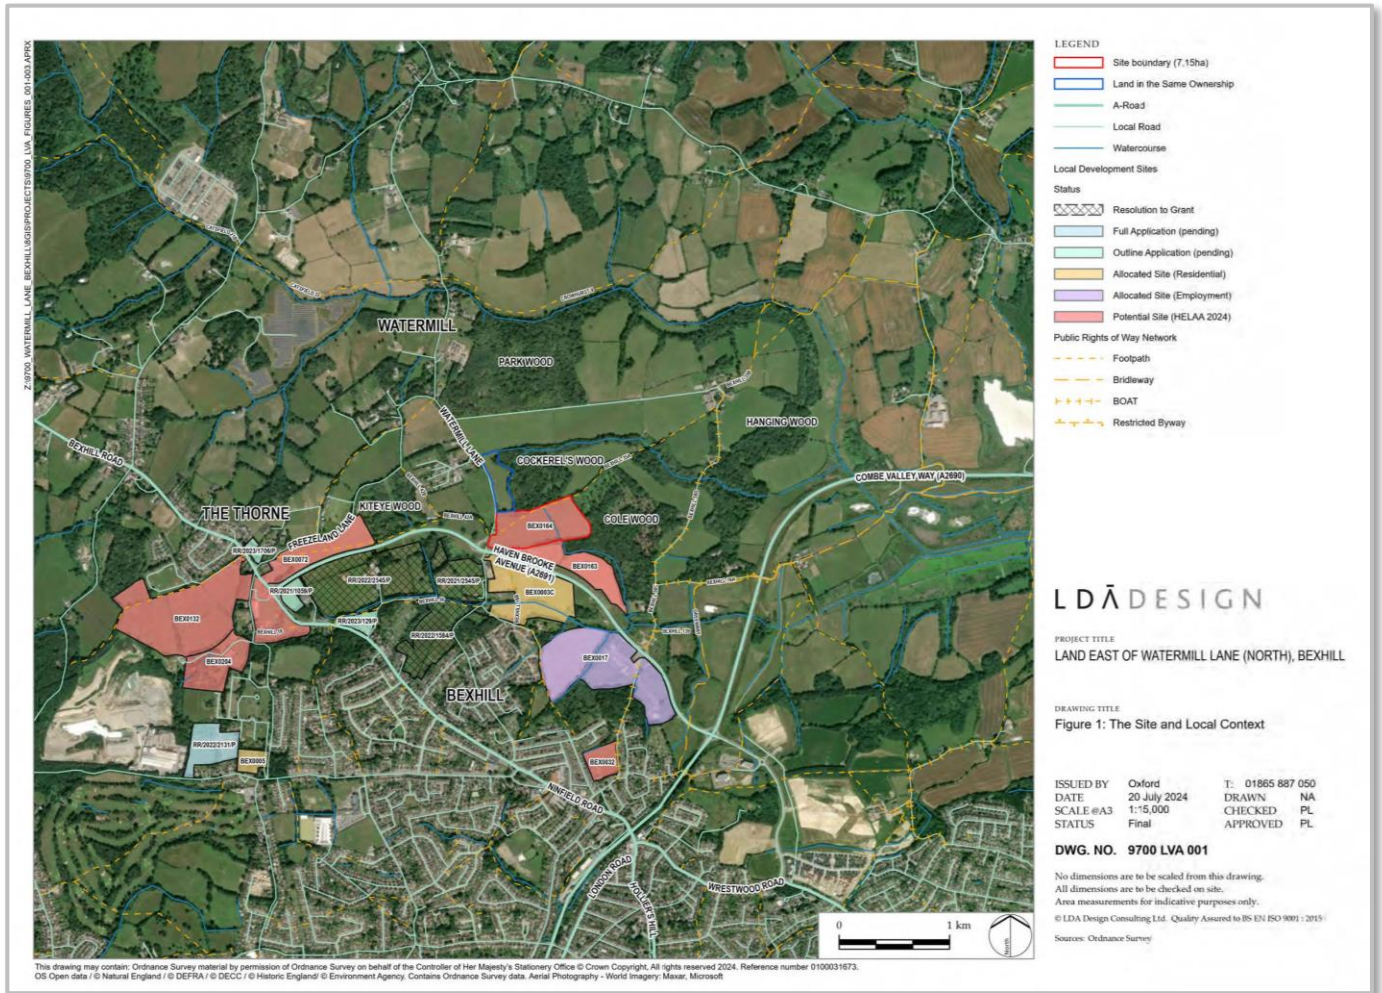 Z:\9700_WATERMILL_LANE_BEXHILL\8GIS\PROJECTS\9700_LVA_FIGURES_001-003.APRX
WATERMILL
PARK WOOD
HANGING WOOD
WATERMILL LANE
COCKEREL'S WOOD
BEXHILL ROAD
COMBE VALLEY WAY (A2690)
THE THORNE
KITEYE WOOD
FREEZELAND LANE
COLE WOOD
BEX0164
HAVEN BROOKE
AVENUE (A2691)
RR/2023/1706/P
BEX0072
BEX0163
RR/2022/2545/P
RR/2021/2545/P
RR/2021/1059/P
BEX0003C
BEX0132
RR/2023/129/P
RR/2022/1584/P
BEX0204
BEX0017
BEXHILL
RR/2022/2131/P
BEX0005
BEX0032
NINFIELD ROAD
LONDON ROAD
HOLLIER'S HILL
WRESTWOOD ROAD
0 1 km
North
LEGEND
Site boundary (7.15ha)
Land in the Same Ownership
A-Road
Local Road
Watercourse
Local Development Sites
Status
Resolution to Grant
Full Application (pending)
Outline Application (pending)
Allocated Site (Residential)
Allocated Site (Employment)
Potential Site (HELAA 2024)
Public Rights of Way Network
Footpath
Bridleway
BOAT
Restricted Byway
LDĀDESIGN
PROJECT TITLE
LAND EAST OF WATERMILL LANE (NORTH), BEXHILL
DRAWING TITLE
Figure 1: The Site and Local Context
ISSUED BY Oxford T: 01865 887 050
DATE 20 July 2024 DRAWN NA
SCALE @A3 1:15,000 CHECKED PL
STATUS Final APPROVED PL
DWG. NO. 9700 LVA 001
No dimensions are to be scaled from this drawing.
All dimensions are to be checked on site.
Area measurements for indicative purposes only.
© LDA Design Consulting Ltd. Quality Assured to BS EN ISO 9001 : 2015
Sources: Ordnance Survey
This drawing may contain: Ordnance Survey material by permission of Ordnance Survey on behalf of the Controller of Her Majesty's Stationery Office © Crown Copyright, All rights reserved 2024. Reference number 0100031673.
OS Open data / © Natural England / © DEFRA / © DECC / © Historic England/ © Environment Agency. Contains Ordnance Survey data. Aerial Photography - World Imagery: Maxar, Microsoft